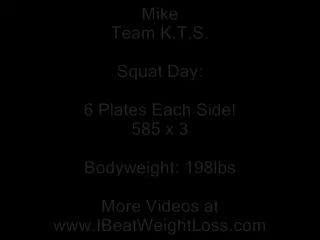 Mike
Team K.T.S.
Squat Day:
6 Plates Each Side!
585 x 3
Bodyweight: 198lbs
More Videos at
www.IBeatWeightLoss.com